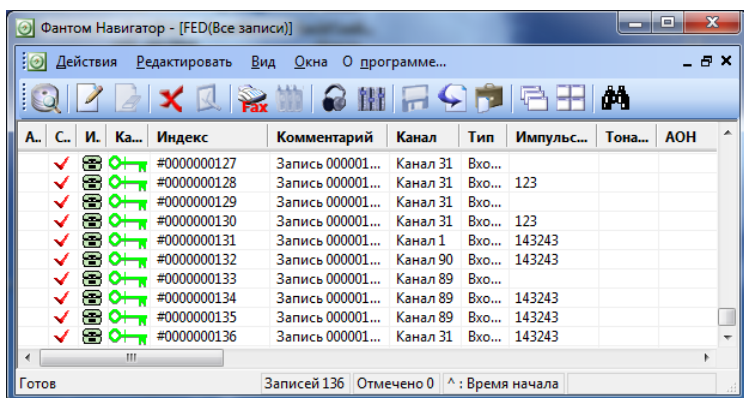 Фантом Навигатор - [FED(Все записи)]
Действия Редактировать Вид Окна О программе...
Fax
А.. С.. И. Ка... Индекс Комментарий Канал Тип Импульс... Тона... АОН
#0000000127 Запись 000001... Канал 31 Вхо...
#0000000128 Запись 000001... Канал 31 Вхо... 123
#0000000129 Запись 000001... Канал 31 Вхо...
#0000000130 Запись 000001... Канал 31 Вхо... 123
#0000000131 Запись 000001... Канал 1 Вхо... 143243
#0000000132 Запись 000001... Канал 90 Вхо... 143243
#0000000133 Запись 000001... Канал 89 Вхо...
#0000000134 Запись 000001... Канал 89 Вхо... 143243
#0000000135 Запись 000001... Канал 89 Вхо... 143243
#0000000136 Запись 000001... Канал 31 Вхо... 143243
Готов Записей 136 Отмечено 0 ^ : Время начала